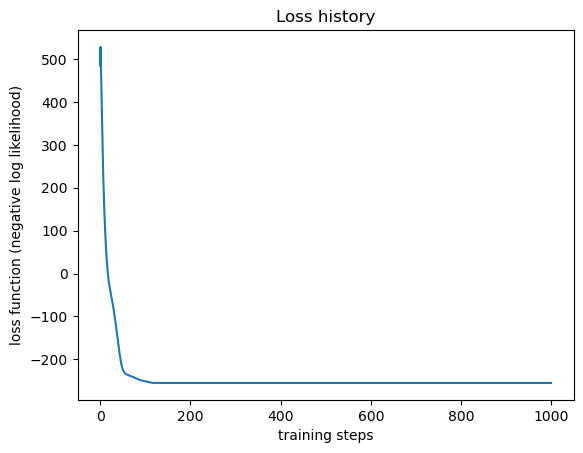 Loss history
loss function (negative log likelihood)
500
400
300
200
100
0
−100
−200
0 200 400 600 800 1000
training steps